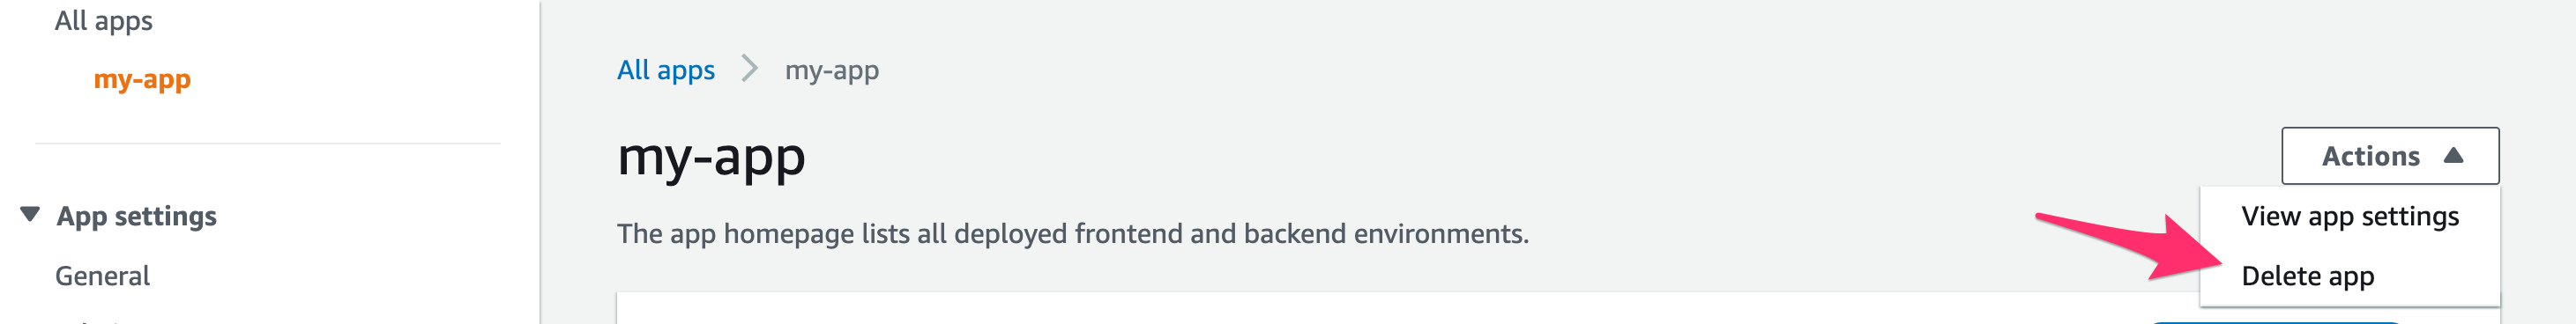 All apps
my-app
App settings
General
All apps > my-app
my-app
The app homepage lists all deployed frontend and backend environments.
Actions
View app settings
Delete app